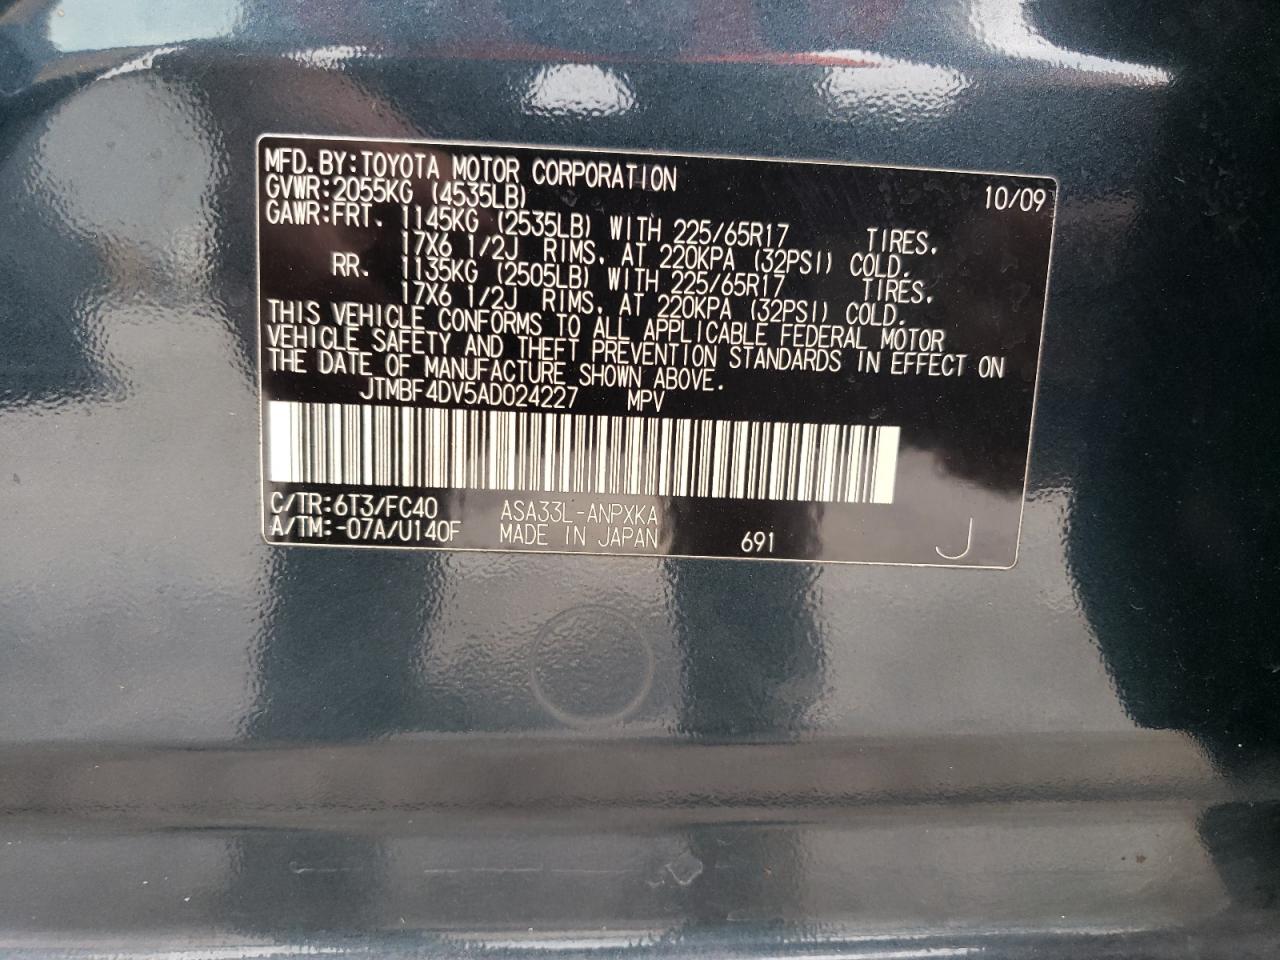 MFD.BY:TOYOTA MOTOR CORPORATION 10/09
GVWR:2055KG (4535LB)
GAWR:FRT. 1145KG (2535LB) WITH 225/65R17 TIRES.
17X6 1/2J RIMS, AT 220KPA (32PSI) COLD.
RR. 1135KG (2505LB) WITH 225/65R17 TIRES.
17X6 1/2J RIMS, AT 220KPA (32PSI) COLD.
THIS VEHICLE CONFORMS TO ALL APPLICABLE FEDERAL MOTOR
VEHICLE SAFETY AND THEFT PREVENTION STANDARDS IN EFFECT ON
THE DATE OF MANUFACTURE SHOWN ABOVE.
JTMBF4DV5AD024227 MPV
C/TR:6T3/FC40 ASA33L-ANPXKA
A/TM:-07A/U140F MADE IN JAPAN 691 J